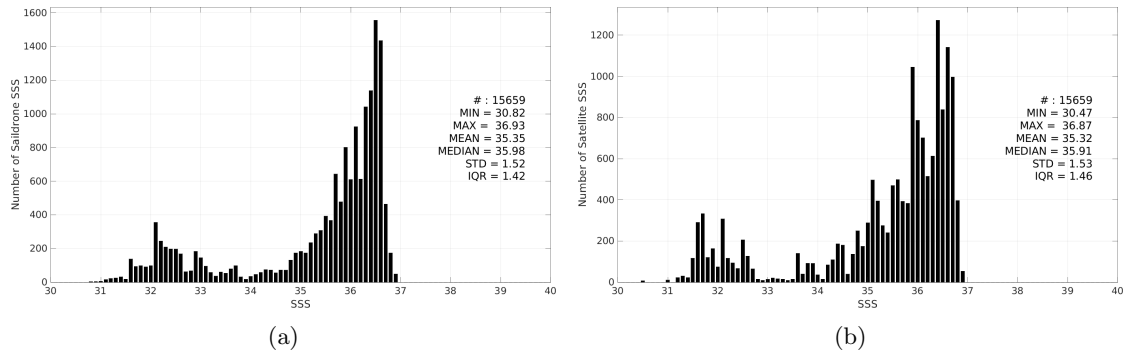 1600
1400
1200
1000
800
600
400
200
0
Number of Saildrone SSS
# : 15659
MIN = 30.82
MAX = 36.93
MEAN = 35.35
MEDIAN = 35.98
STD = 1.52
IQR = 1.42
30 31 32 33 34 35 36 37 38 39 40
SSS
(a)
1200
1000
800
600
400
200
0
Number of Satellite SSS
# : 15659
MIN = 30.47
MAX = 36.87
MEAN = 35.32
MEDIAN = 35.91
STD = 1.53
IQR = 1.46
30 31 32 33 34 35 36 37 38 39 40
SSS
(b)